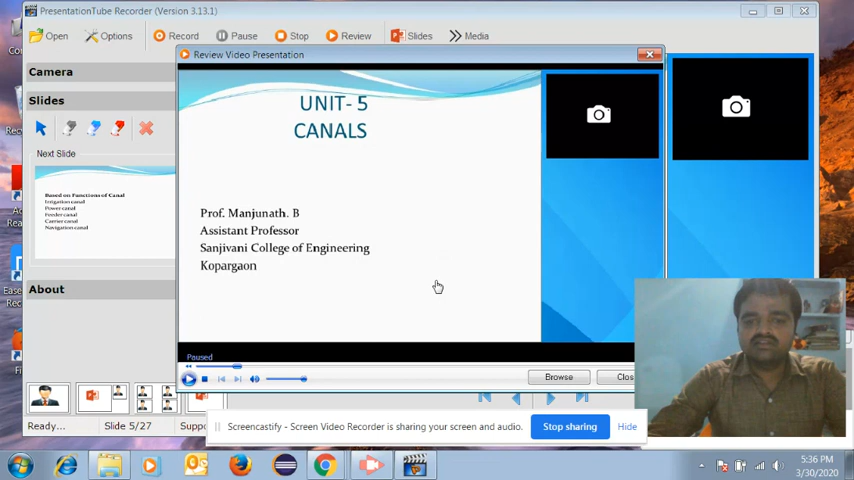 PresentationTube Recorder (Version 3.13.1)
Open
Options
Record
Pause
Stop
Review
Slides
Media
Review Video Presentation
Camera
Slides
Next Slide
Based on Functions of Canal
Irrigation canal
Power canal
Feeder canal
Carrier canal
Navigation canal
About
UNIT- 5
CANALS
Prof. Manjunath. B
Assistant Professor
Sanjivani College of Engineering
Kopargaon
Paused
Browse
Clos
Ready...
Slide 5/27
Suppo
Screencastify - Screen Video Recorder is sharing your screen and audio.
Stop sharing
Hide
5:36 PM
3/30/2020